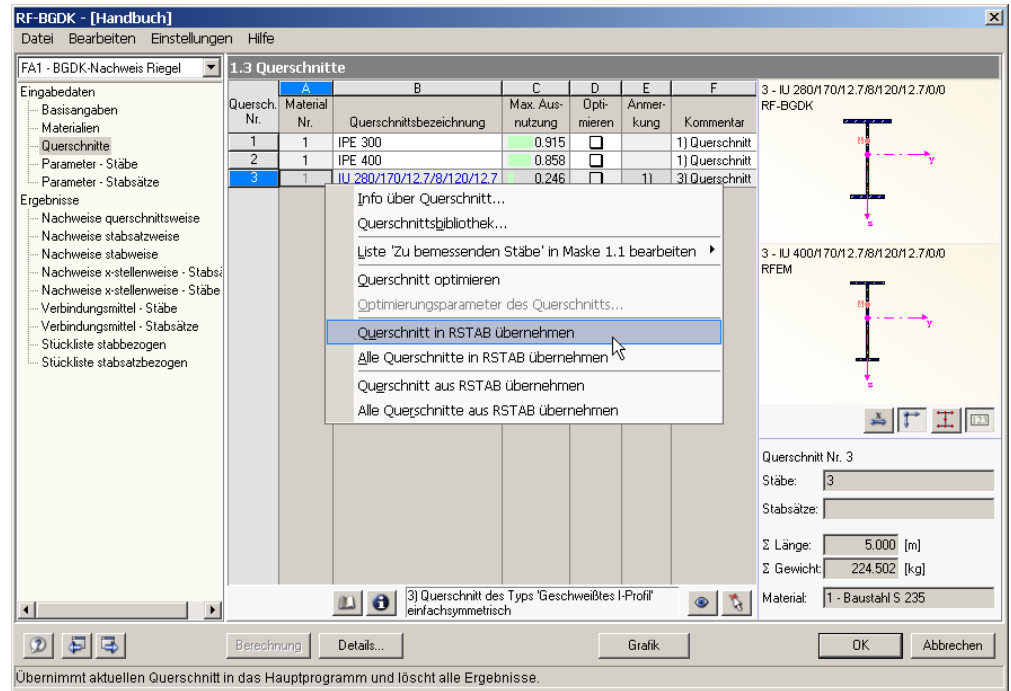 RF-BGDK - [Handbuch]
Datei Bearbeiten Einstellungen Hilfe
FA1 - BGDK-Nachweis Riegel
Eingabedaten
Basisangaben
Materialien
Querschnitte
Parameter - Stäbe
Parameter - Stabsätze
Ergebnisse
Nachweise querschnittsweise
Nachweise stabsatzweise
Nachweise stabweise
Nachweise x-stellenweise - Stabsä
Nachweise x-stellenweise - Stäbe
Verbindungsmittel - Stäbe
Verbindungsmittel - Stabsätze
Stückliste stabbezogen
Stückliste stabsatzbezogen
1.3 Querschnitte
A B C D E F
Quersch. Material Max. Aus- Opti- Anmer-
Nr. Nr. Querschnittsbezeichnung nutzung mieren kung Kommentar
1 1 IPE 300 0.915 1) Querschnitt
2 1 IPE 400 0.858 1) Querschnitt
3 1 IU 280/170/12.7/8/120/12.7 0.246 1) 3) Querschnitt
Info über Querschnitt...
Querschnittsbibliothek...
Liste 'Zu bemessenden Stäbe' in Maske 1.1 bearbeiten
Querschnitt optimieren
Optimierungsparameter des Querschnitts...
Querschnitt in RSTAB übernehmen
Alle Querschnitte in RSTAB übernehmen
Querschnitt aus RSTAB übernehmen
Alle Querschnitte aus RSTAB übernehmen
3) Querschnitt des Typs 'Geschweißtes I-Profil'
einfachsymmetrisch
3 - IU 280/170/12.7/8/120/12.7/0/0
RF-BGDK
M
y
z
3 - IU 400/170/12.7/8/120/12.7/0/0
RFEM
M
y
z
Querschnitt Nr. 3
Stäbe: 3
Stabsätze:
Σ Länge: 5.000 [m]
Σ Gewicht: 224.502 [kg]
Material: 1 - Baustahl S 235
Berechnung Details... Grafik OK Abbrechen
Übernimmt aktuellen Querschnitt in das Hauptprogramm und löscht alle Ergebnisse.